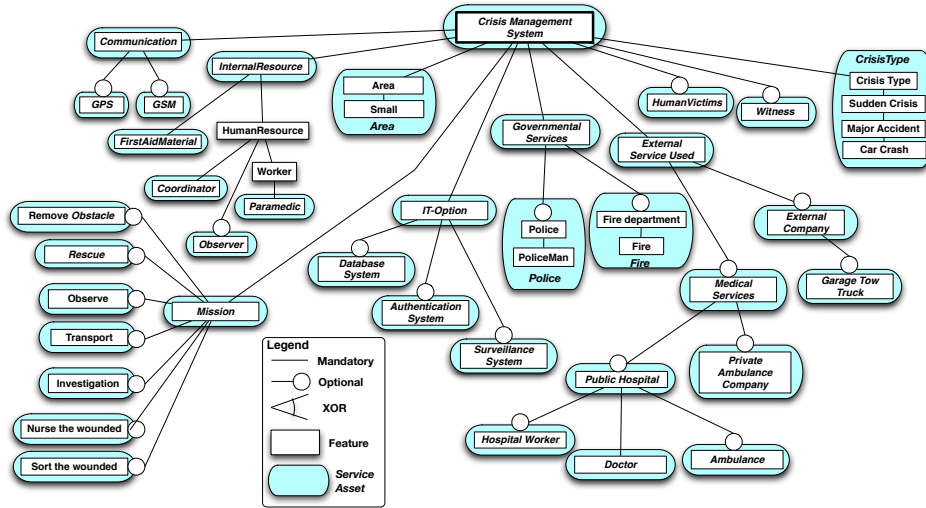 Crisis Management
System
Communication
GPS
GSM
InternalResource
FirstAidMaterial
HumanResource
Coordinator
Worker
Paramedic
Observer
Area
Small
Area
Governmental
Services
Police
PoliceMan
Police
Fire department
Fire
Fire
HumanVictims
Witness
CrisisType
Crisis Type
Sudden Crisis
Major Accident
Car Crash
External
Service Used
External
Company
Garage Tow
Truck
Medical
Services
Private
Ambulance
Company
Public Hospital
Hospital Worker
Doctor
Ambulance
IT-Option
Database
System
Authentication
System
Surveillance
System
Mission
Remove Obstacle
Rescue
Observe
Transport
Investigation
Nurse the wounded
Sort the wounded
Legend
Mandatory
Optional
XOR
Feature
Service
Asset